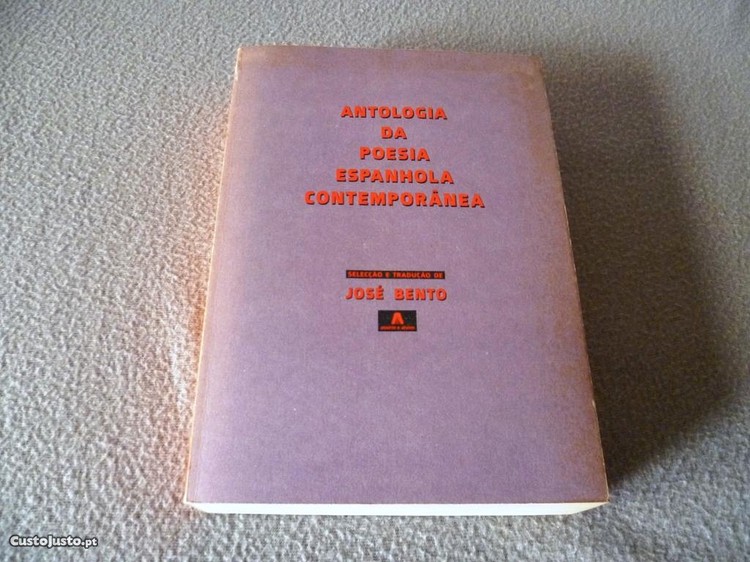 ANTOLOGIA
DA
POESIA
ESPANHOLA
CONTEMPORÂNEA
SELECÇÃO E TRADUÇÃO DE
JOSÉ BENTO
A
CustoJusto.pt